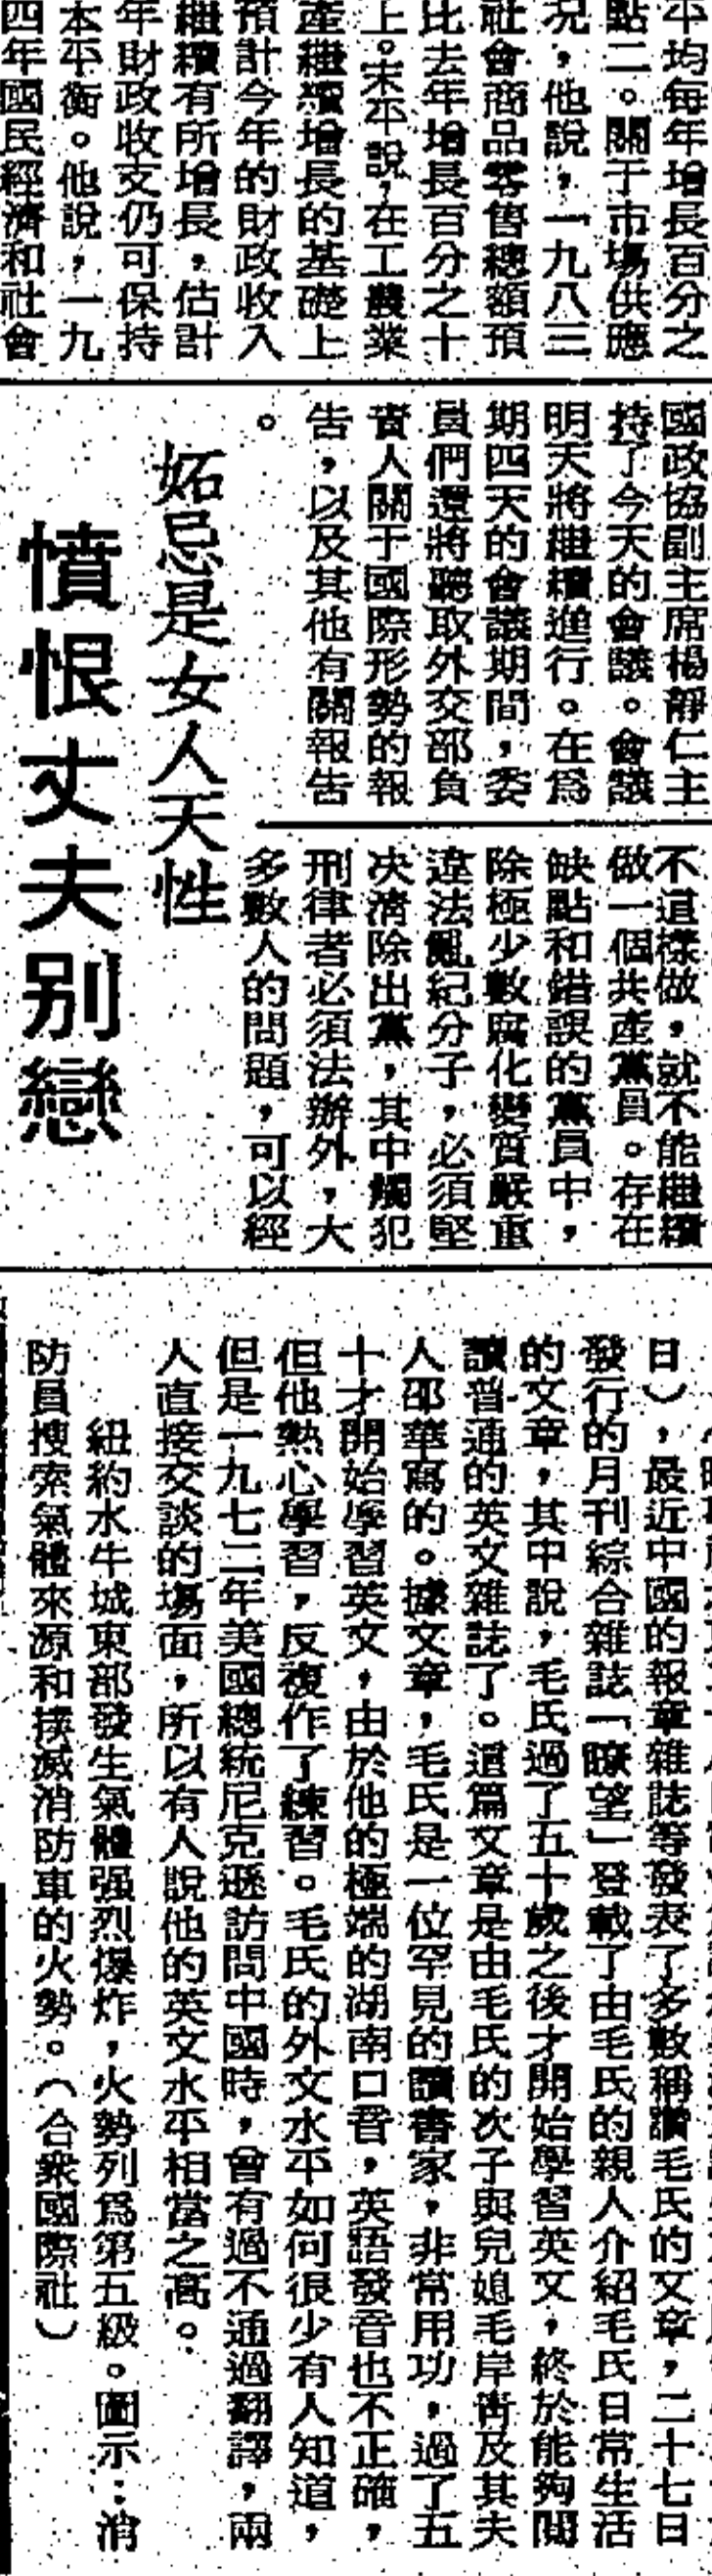 平均每年增長百分之
點二。關于市場供應
況，他說，一九八三
社會商品零售總額預
比去年增長百分之十
上。宋平說，在工農業
產繼續增長的基礎上
預計今年的財政收入
繼續有所增長，估計
年財政收支仍可保持
本平衡。他說，一九
四年國民經濟和社會
國政協副主席楊靜仁主
持了今天的會議。會議
明天將繼續進行。在爲
期四天的會議期間，委
員們還將聽取外交部負
責人關于國際形勢的報
告，以及其他有關報告
。
不這樣做，就不能繼續
做一個共產黨員。存在
缺點和錯誤的黨員中，
除極少數腐化變質嚴重
違法亂紀分子，必須堅
决清除出黨，其中觸犯
刑律者必須法辦外，大
多數人的問題，可以經
妬忌是女人天性
憤恨丈夫别戀
日），最近中國的報章雜誌等發表了多數稱讚毛氏的文章，二十七日
發行的月刊綜合雜誌「瞭望」登載了由毛氏的親人介紹毛氏日常生活
的文章，其中說，毛氏過了五十歲之後才開始學習英文，終於能夠閱
讀普通的英文雜誌了。這篇文章是由毛氏的次子與兒媳毛岸青及其夫
人邵華寫的。據文章，毛氏是一位罕見的讀書家，非常用功，過了五
十才開始學習英文，由於他的極端的湖南口音，英語發音也不正確，
但他熱心學習，反複作了練習。毛氏的外文水平如何很少有人知道，
但是一九七二年美國總統尼克遜訪問中國時，曾有過不通過翻譯，兩
人直接交談的場面，所以有人說他的英文水平相當之高。
紐約水牛城東部發生氣體强烈爆炸，火勢列爲第五級。圖示：消
防員搜索氣體來源和撲滅消防車的火勢。（合衆國際社）